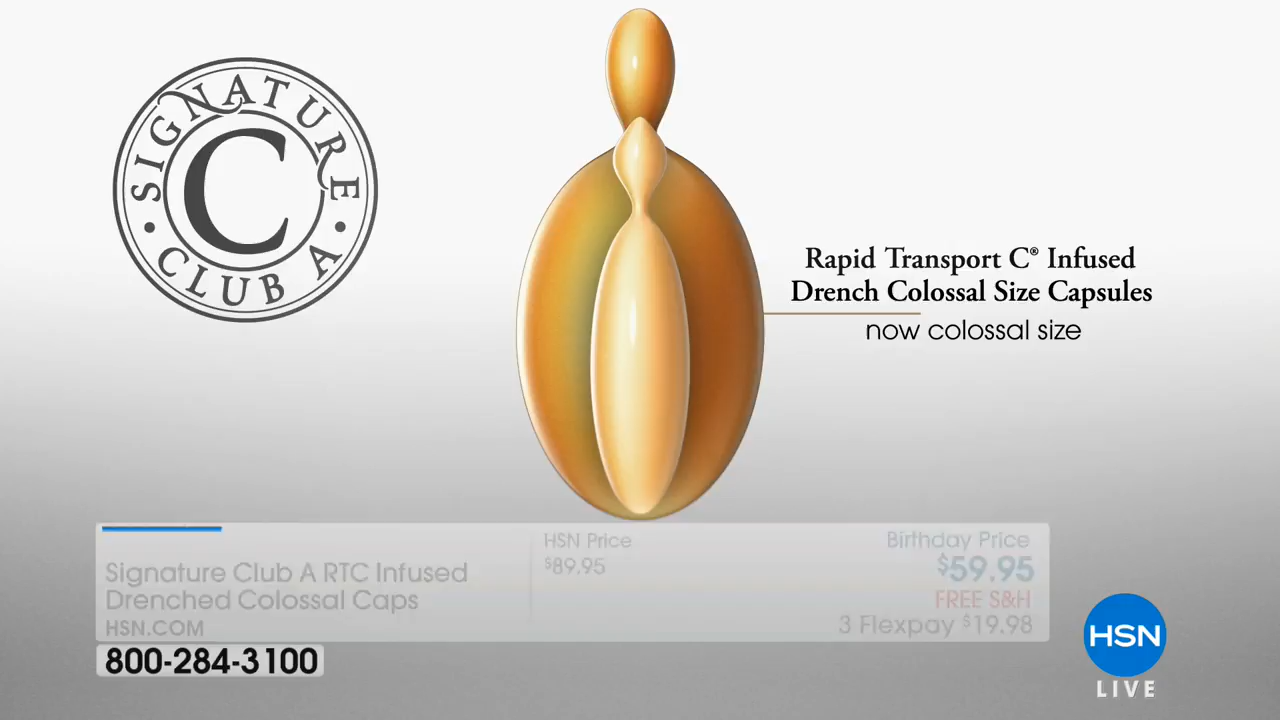 SIGNATURE
C
CLUB A
Rapid Transport C® Infused
Drench Colossal Size Capsules
now colossal size
Signature Club A RTC Infused
Drenched Colossal Caps
HSN.COM
HSN Price
$89.95
Birthday Price
$59.95
FREE S&H
3 Flexpay $19.98
800-284-3100
HSN
LIVE